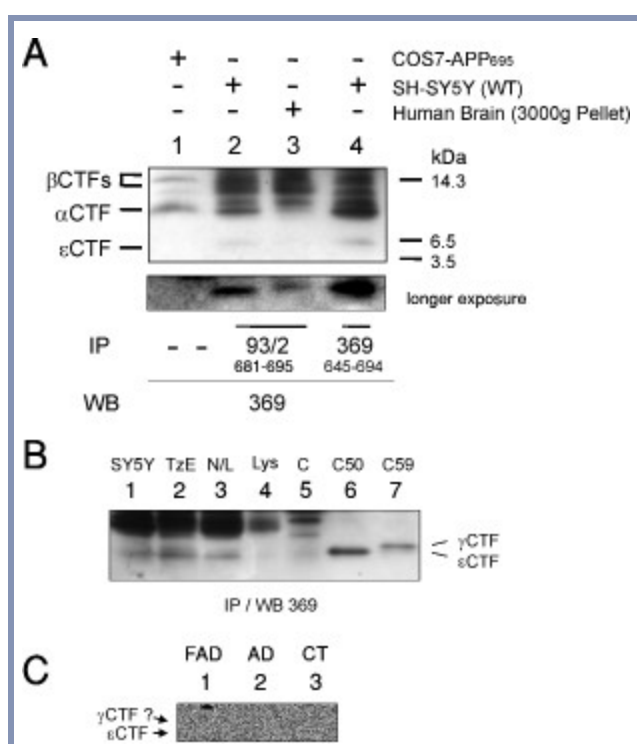 A
+ - - - COS7-APP695
- + - + SH-SY5Y (WT)
- - + - Human Brain (3000g Pellet)
1 2 3 4 kDa
βCTFs 14.3
αCTF
εCTF 6.5
3.5
longer exposure
IP - - 93/2 369
681-695 645-694
WB 369
B
SY5Y TzE N/L Lys C C50 C59
1 2 3 4 5 6 7
γCTF
εCTF
IP / WB 369
C
FAD AD CT
1 2 3
γCTF ?
εCTF